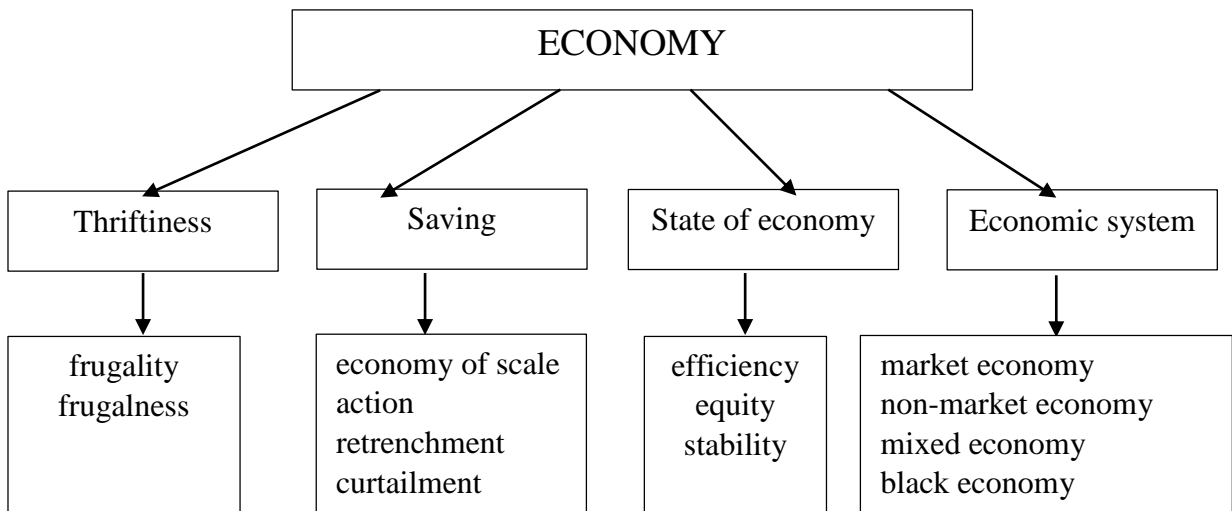 ECONOMY
Thriftiness
Saving
State of economy
Economic system
frugality
frugalness
economy of scale
action
retrenchment
curtailment
efficiency
equity
stability
market economy
non-market economy
mixed economy
black economy